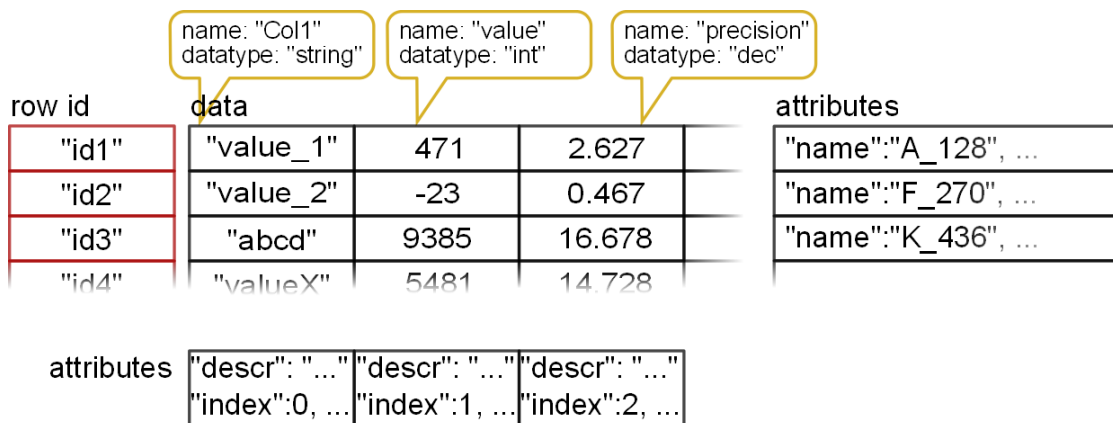 name: "Col1" name: "value" name: "precision"
datatype: "string" datatype: "int" datatype: "dec"
row id data attributes
"id1" "value_1" 471 2.627 "name":"A_128", ...
"id2" "value_2" -23 0.467 "name":"F_270", ...
"id3" "abcd" 9385 16.678 "name":"K_436", ...
"id4" "valueX" 5481 14.728
attributes "descr": "..." "descr": "..." "descr": "..."
"index":0, ... "index":1, ... "index":2, ...